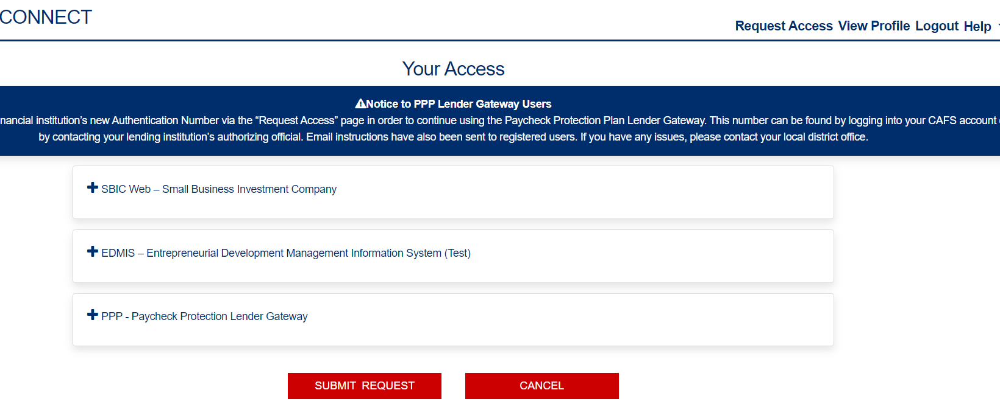 CONNECT
Request Access View Profile Logout Help
Your Access
Notice to PPP Lender Gateway Users
nancial institution’s new Authentication Number via the “Request Access” page in order to continue using the Paycheck Protection Plan Lender Gateway. This number can be found by logging into your CAFS account
by contacting your lending institution’s authorizing official. Email instructions have also been sent to registered users. If you have any issues, please contact your local district office.
SBIC Web – Small Business Investment Company
EDMIS – Entrepreneurial Development Management Information System (Test)
PPP - Paycheck Protection Lender Gateway
SUBMIT REQUEST CANCEL